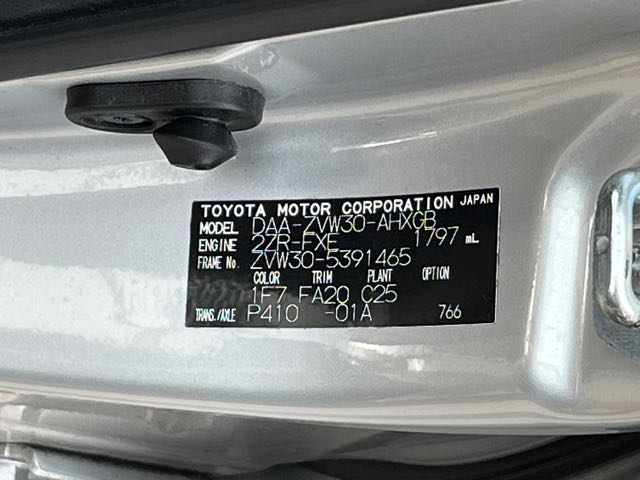 TOYOTA MOTOR CORPORATION JAPAN
MODEL DAA-ZVW30-AHXGB
ENGINE 2ZR-FXE 1797 mL
FRAME No. ZVW30-5391465
COLOR TRIM PLANT OPTION
1F7 FA20 C25
TRANS./AXLE P410 -01A 766